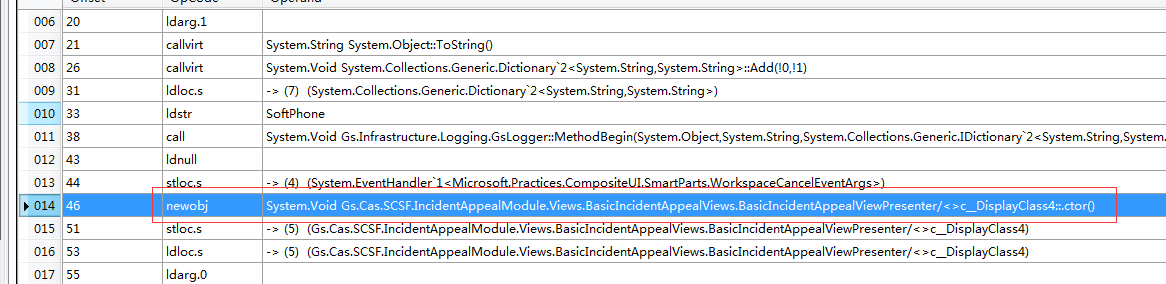 Offset OpCode Operand
006 20 ldarg.1
007 21 callvirt System.String System.Object::ToString()
008 26 callvirt System.Void System.Collections.Generic.Dictionary`2<System.String,System.String>::Add(!0,!1)
009 31 ldloc.s -> (7) (System.Collections.Generic.Dictionary`2<System.String,System.String>)
010 33 ldstr SoftPhone
011 38 call System.Void Gs.Infrastructure.Logging.GsLogger::MethodBegin(System.Object,System.String,System.Collections.Generic.IDictionary`2<System.String,System.
012 43 ldnull
013 44 stloc.s -> (4) (System.EventHandler`1<Microsoft.Practices.CompositeUI.SmartParts.WorkspaceCancelEventArgs>)
014 46 newobj System.Void Gs.Cas.SCSF.IncidentAppealModule.Views.BasicIncidentAppealViews.BasicIncidentAppealViewPresenter/<>c__DisplayClass4::.ctor()
015 51 stloc.s -> (5) (Gs.Cas.SCSF.IncidentAppealModule.Views.BasicIncidentAppealViews.BasicIncidentAppealViewPresenter/<>c__DisplayClass4)
016 53 ldloc.s -> (5) (Gs.Cas.SCSF.IncidentAppealModule.Views.BasicIncidentAppealViews.BasicIncidentAppealViewPresenter/<>c__DisplayClass4)
017 55 ldarg.0